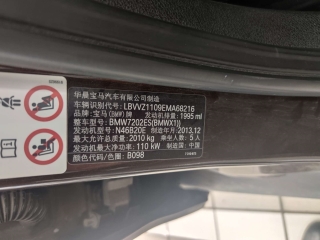 华晨宝马汽车有限公司制造
车辆识别代号: LBVVZ1109EMA68216
品牌: 宝马(BMW)牌 发动机排量: 1995 ml
整车型号: BMW7202ES(BMWX1)
发动机型号: N46B20E 制造年月: 2013.12
最大允许总质量: 2010 kg 乘坐人数: 5 人
发动机最大净功率: 110 kW 制造国: 中国
颜色代号: B098